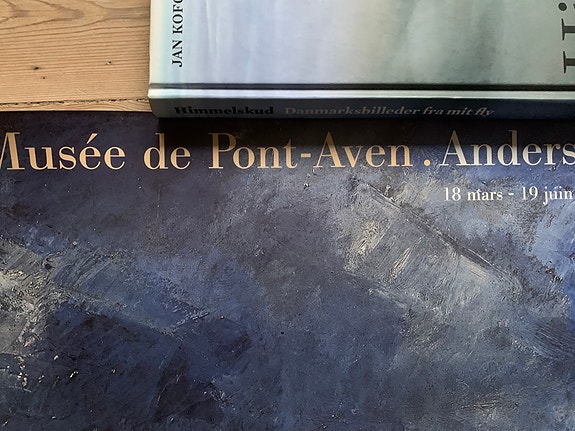 JAN KOFO
Himmelskud Danmarksbilleder fra mit fly
Musée de Pont-Aven . Anders
18 mars - 19 juin